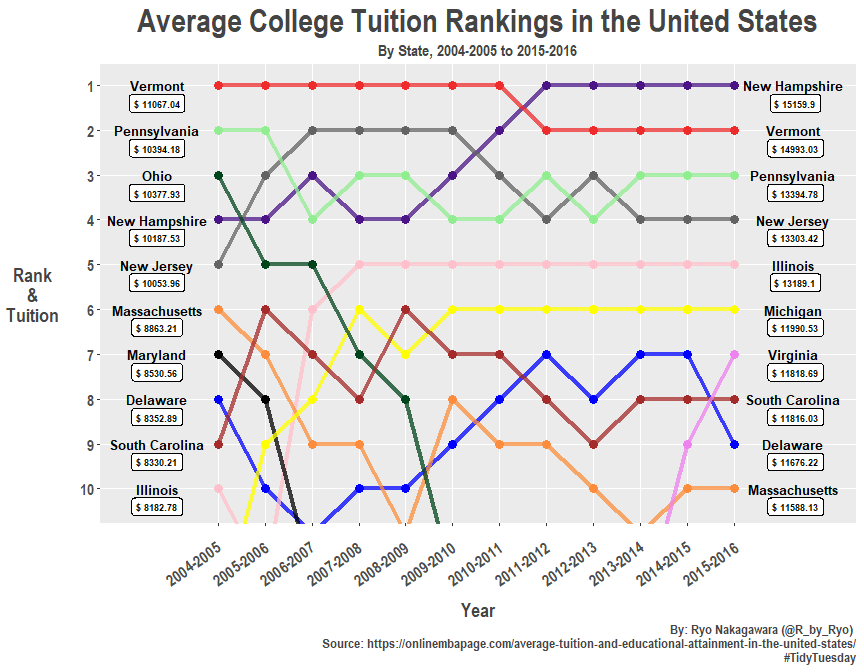 Average College Tuition Rankings in the United States
By State, 2004-2005 to 2015-2016
Rank
&
Tuition
1
2
3
4
5
6
7
8
9
10
Vermont
$ 11067.04
Pennsylvania
$ 10394.18
Ohio
$ 10377.93
New Hampshire
$ 10187.53
New Jersey
$ 10053.96
Massachusetts
$ 8863.21
Maryland
$ 8530.56
Delaware
$ 8352.89
South Carolina
$ 8330.21
Illinois
$ 8182.78
New Hampshire
$ 15159.9
Vermont
$ 14993.03
Pennsylvania
$ 13394.78
New Jersey
$ 13303.42
Illinois
$ 13189.1
Michigan
$ 11990.53
Virginia
$ 11818.69
South Carolina
$ 11816.03
Delaware
$ 11676.22
Massachusetts
$ 11588.13
2004-2005
2005-2006
2006-2007
2007-2008
2008-2009
2009-2010
2010-2011
2011-2012
2012-2013
2013-2014
2014-2015
2015-2016
Year
By: Ryo Nakagawara (@R_by_Ryo)
Source: https://onlinembapage.com/average-tuition-and-educational-attainment-in-the-united-states/
#TidyTuesday